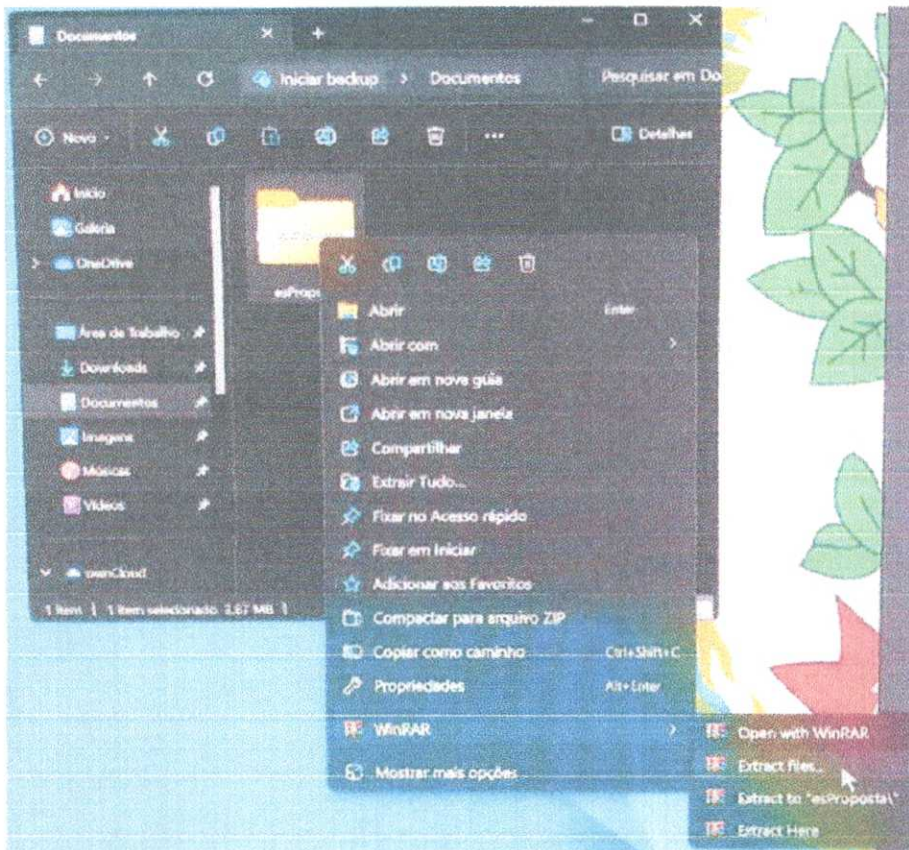 Documentos
Iniciar backup > Documentos Pesquisar em Do
Novo Detalhes
Início
Galeria
OneDrive
Área de Trabalho
Downloads
Documentos
Imagens
Músicas
Vídeos
ownCloud
1 item | 1 item selecionado 2,87 MB |
esPropos
Abrir Enter
Abrir com
Abrir em nova guia
Abrir em nova janela
Compartilhar
Extrair Tudo...
Fixar no Acesso rápido
Fixar em Iniciar
Adicionar aos Favoritos
Compactar para arquivo ZIP
Copiar como caminho Ctrl+Shift+C
Propriedades Alt+Enter
WinRAR
Mostrar mais opções
Open with WinRAR
Extract files...
Extract to "esProposta\"
Extract Here